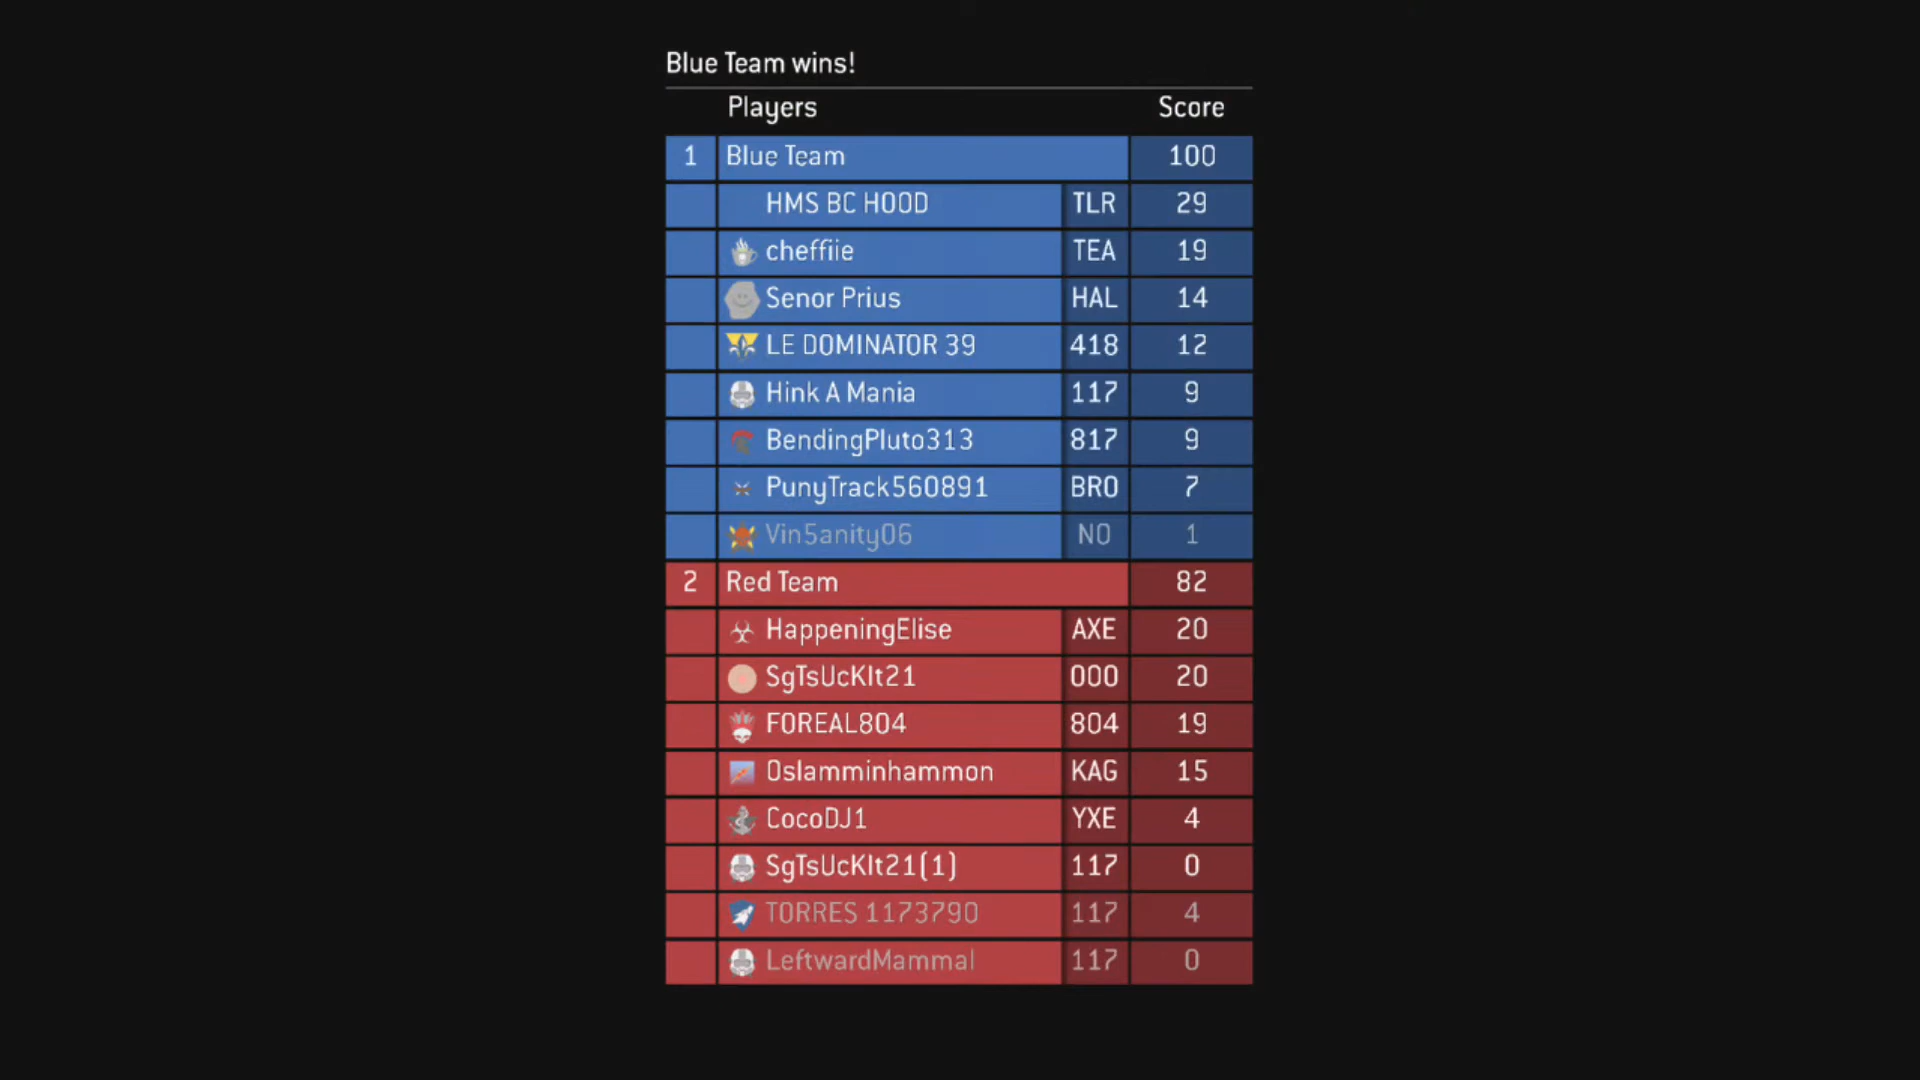 Blue Team wins!
Players Score
1 Blue Team 100
HMS BC HOOD TLR 29
cheffiie TEA 19
Senor Prius HAL 14
LE DOMINATOR 39 418 12
Hink A Mania 117 9
BendingPluto313 817 9
PunyTrack560891 BRO 7
Vin5anity06 NO 1
2 Red Team 82
HappeningElise AXE 20
SgTsUcKIt21 000 20
FOREAL804 804 19
Oslamminhammon KAG 15
CocoDJ1 YXE 4
SgTsUcKIt21(1) 117 0
TORRES 1173790 117 4
LeftwardMammal 117 0